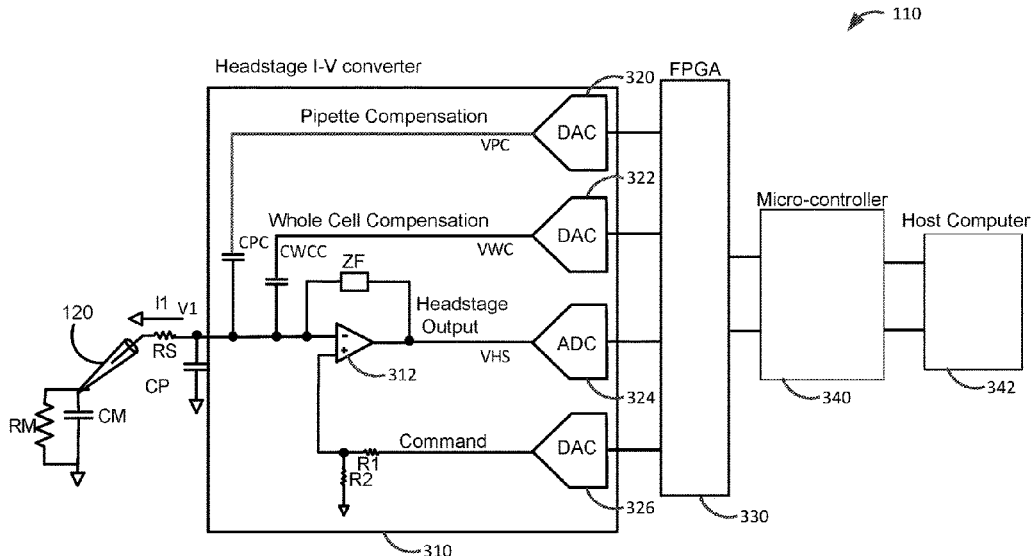 110
Headstage I-V converter
320
FPGA
Pipette Compensation
VPC
DAC
322
Whole Cell Compensation
VWC
DAC
Micro-controller
Host Computer
CPC
CWCC
ZF
Headstage
Output
VHS
ADC
120
I1
V1
RS
CP
312
324
340
342
RM
CM
Command
R1
R2
DAC
326
330
310